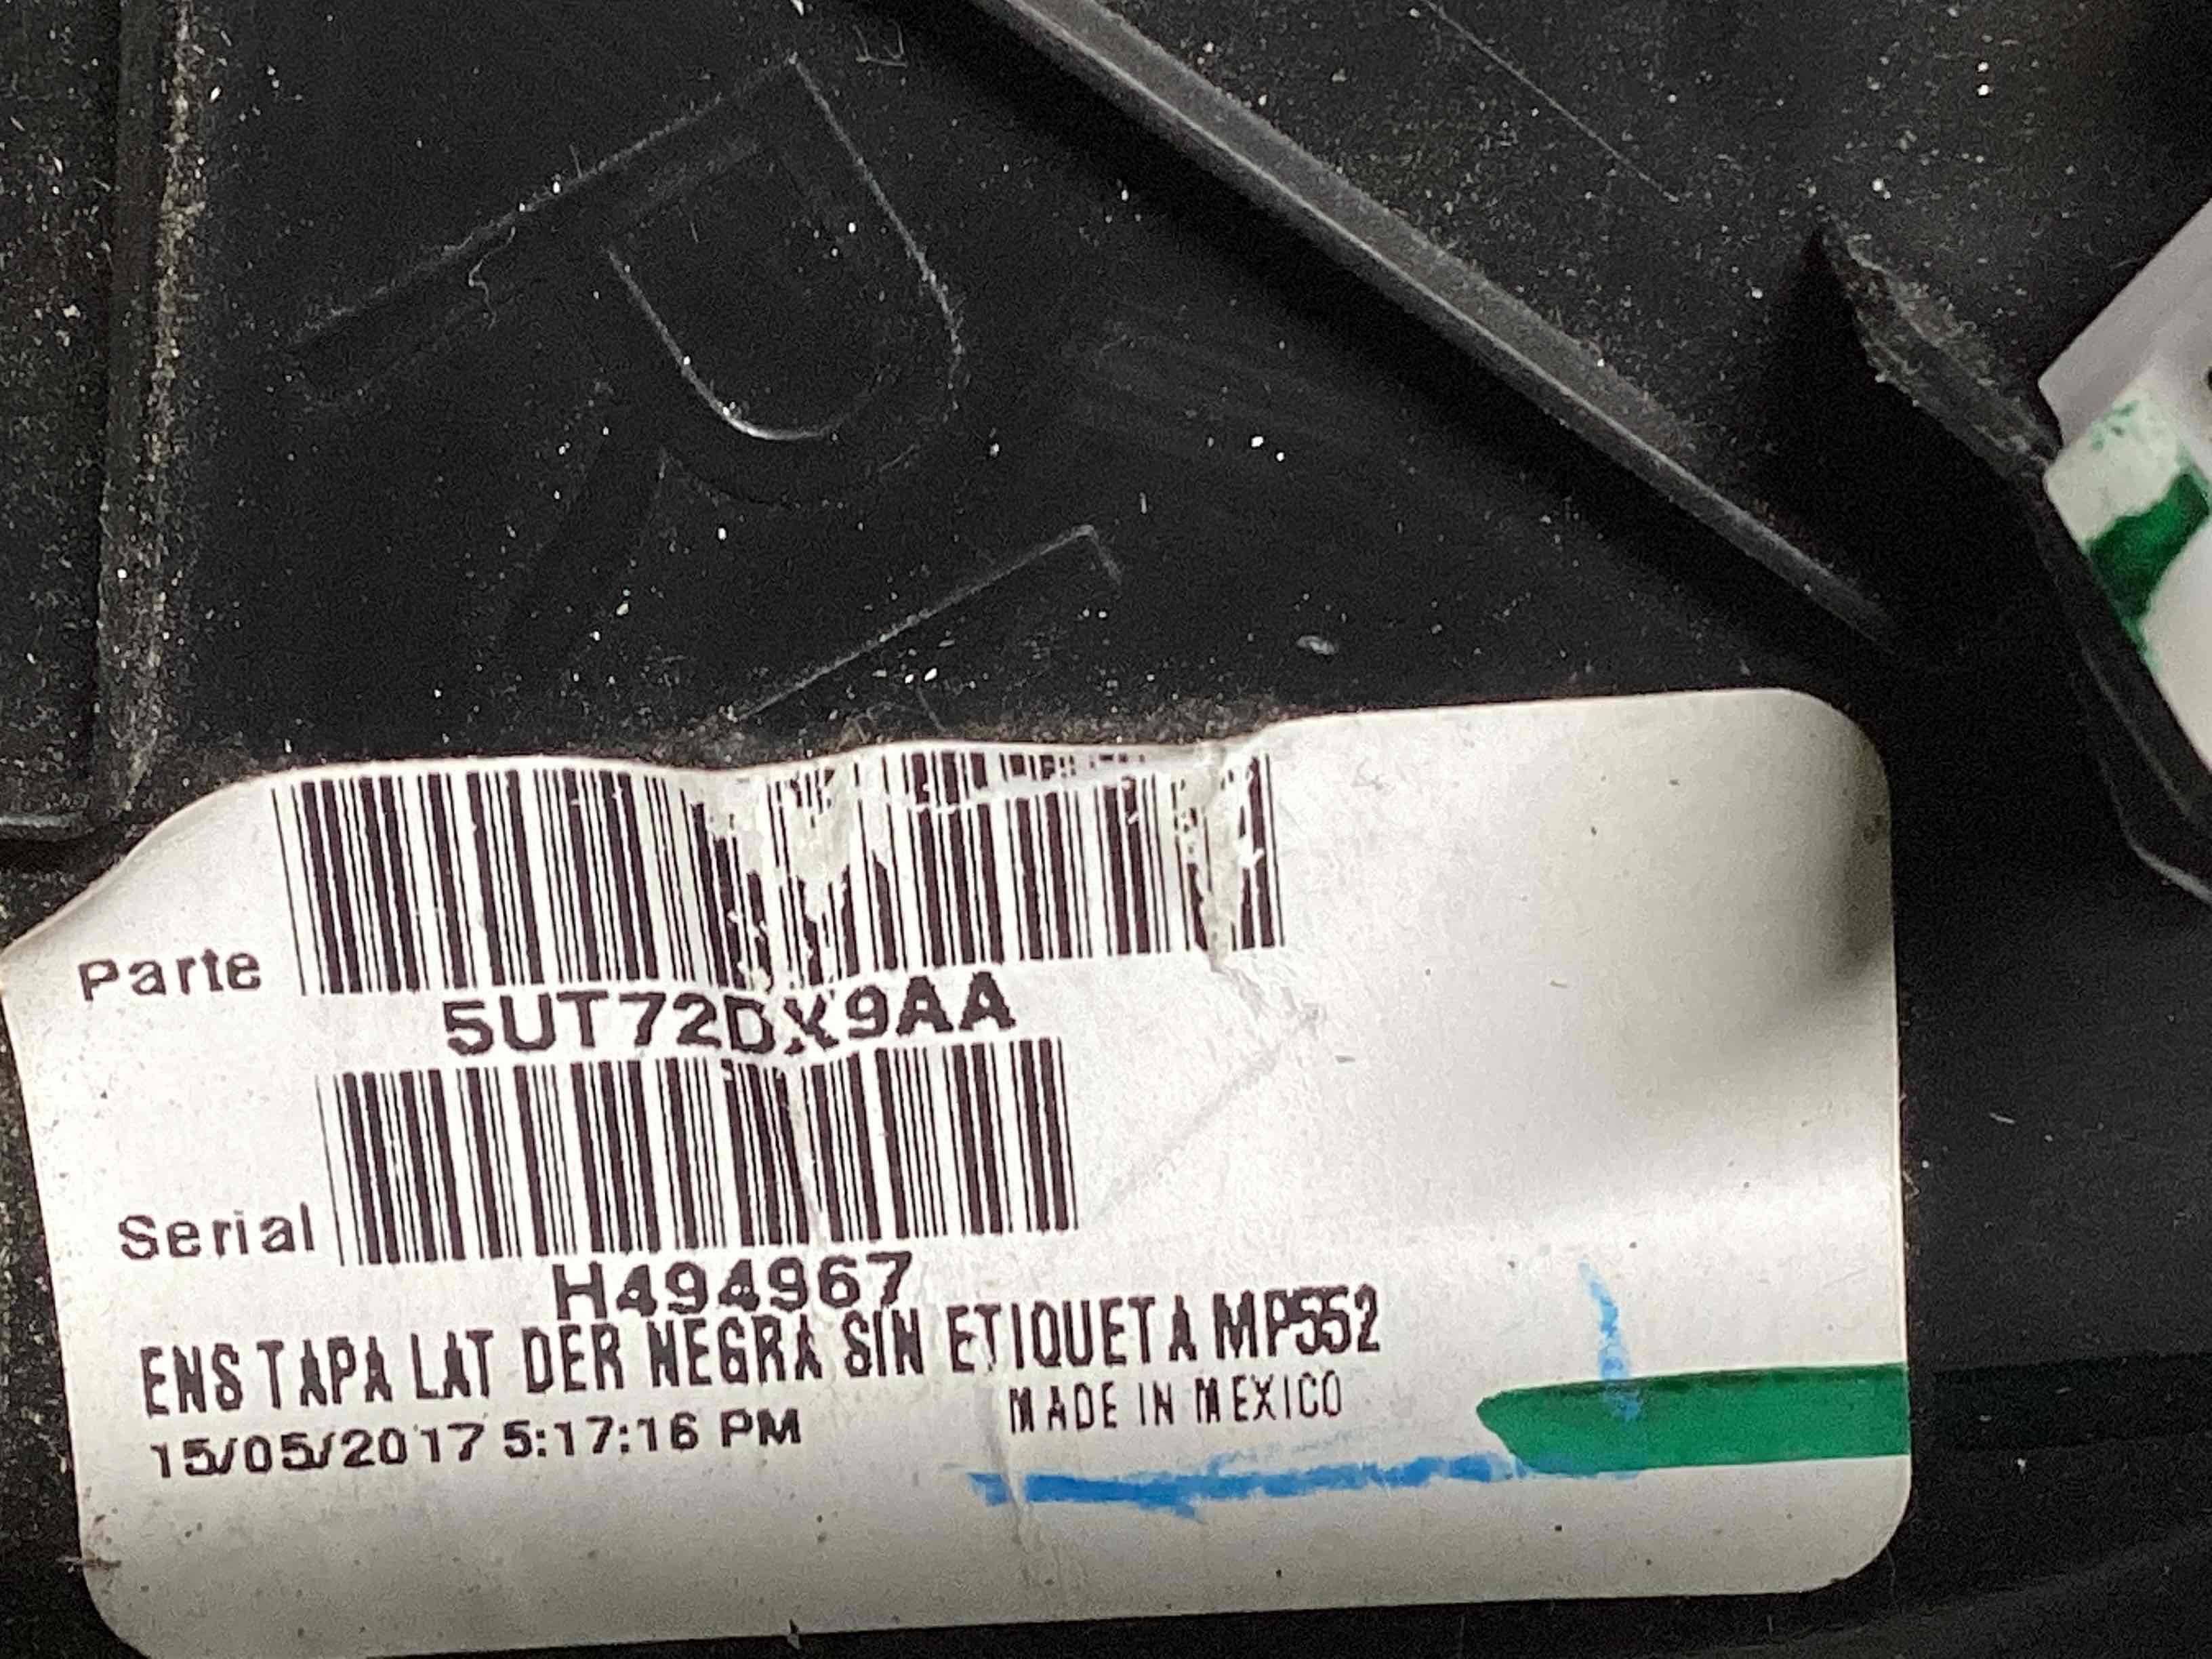 R
Parte
5UT72DX9AA
Serial
H494967
ENS TAPA LAT DER NEGRA SIN ETIQUETA MP552
15/05/2017 5:17:16 PM MADE IN MEXICO